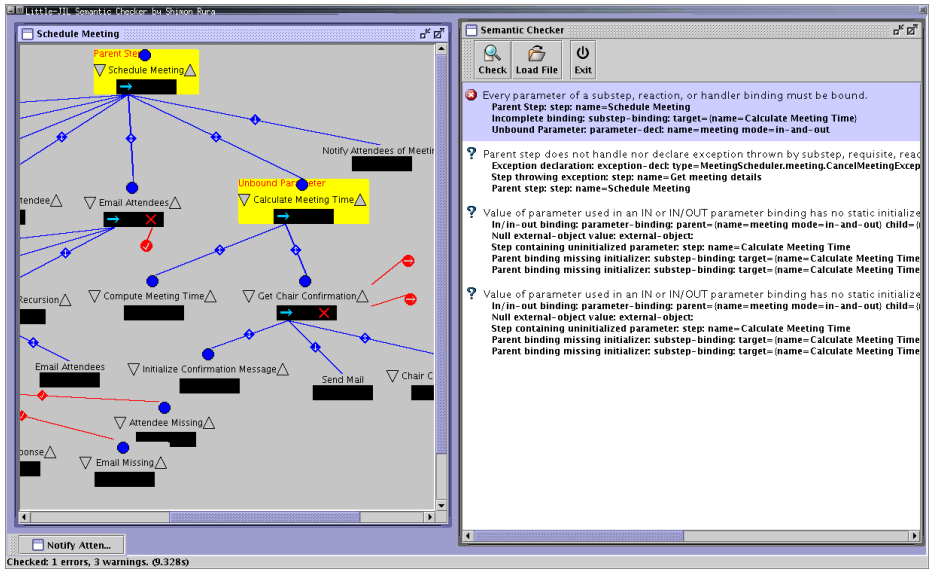 Little-JIL Semantic Checker by Shimon Rura
Schedule Meeting
Parent Step
Schedule Meeting
Notify Attendees of Meetin
Unbound Parameter
Calculate Meeting Time
tendee
Email Attendees
Recursion
Compute Meeting Time
Get Chair Confirmation
Email Attendees
Initialize Confirmation Message
Send Mail
Chair C
Attendee Missing
ponse
Email Missing
Notify Atten...
Checked: 1 errors, 3 warnings. (9.328s)
Semantic Checker
Check
Load File
Exit
Every parameter of a substep, reaction, or handler binding must be bound.
Parent Step: step: name=Schedule Meeting
Incomplete binding: substep-binding: target=(name=Calculate Meeting Time)
Unbound Parameter: parameter-decl: name=meeting mode=in-and-out
Parent step does not handle nor declare exception thrown by substep, requisite, reac
Exception declaration: exception-decl: type=MeetingScheduler.meeting.CancelMeetingExcep
Step throwing exception: step: name=Get meeting details
Parent step: step: name=Schedule Meeting
Value of parameter used in an IN or IN/OUT parameter binding has no static initialize
In/in-out binding: parameter-binding: parent=(name=meeting mode=in-and-out) child=(
Null external-object value: external-object:
Step containing uninitialized parameter: step: name=Calculate Meeting Time
Parent binding missing initializer: substep-binding: target=(name=Calculate Meeting Time
Parent binding missing initializer: substep-binding: target=(name=Calculate Meeting Time
Value of parameter used in an IN or IN/OUT parameter binding has no static initialize
In/in-out binding: parameter-binding: parent=(name=meeting mode=in-and-out) child=(
Null external-object value: external-object:
Step containing uninitialized parameter: step: name=Calculate Meeting Time
Parent binding missing initializer: substep-binding: target=(name=Calculate Meeting Time
Parent binding missing initializer: substep-binding: target=(name=Calculate Meeting Time